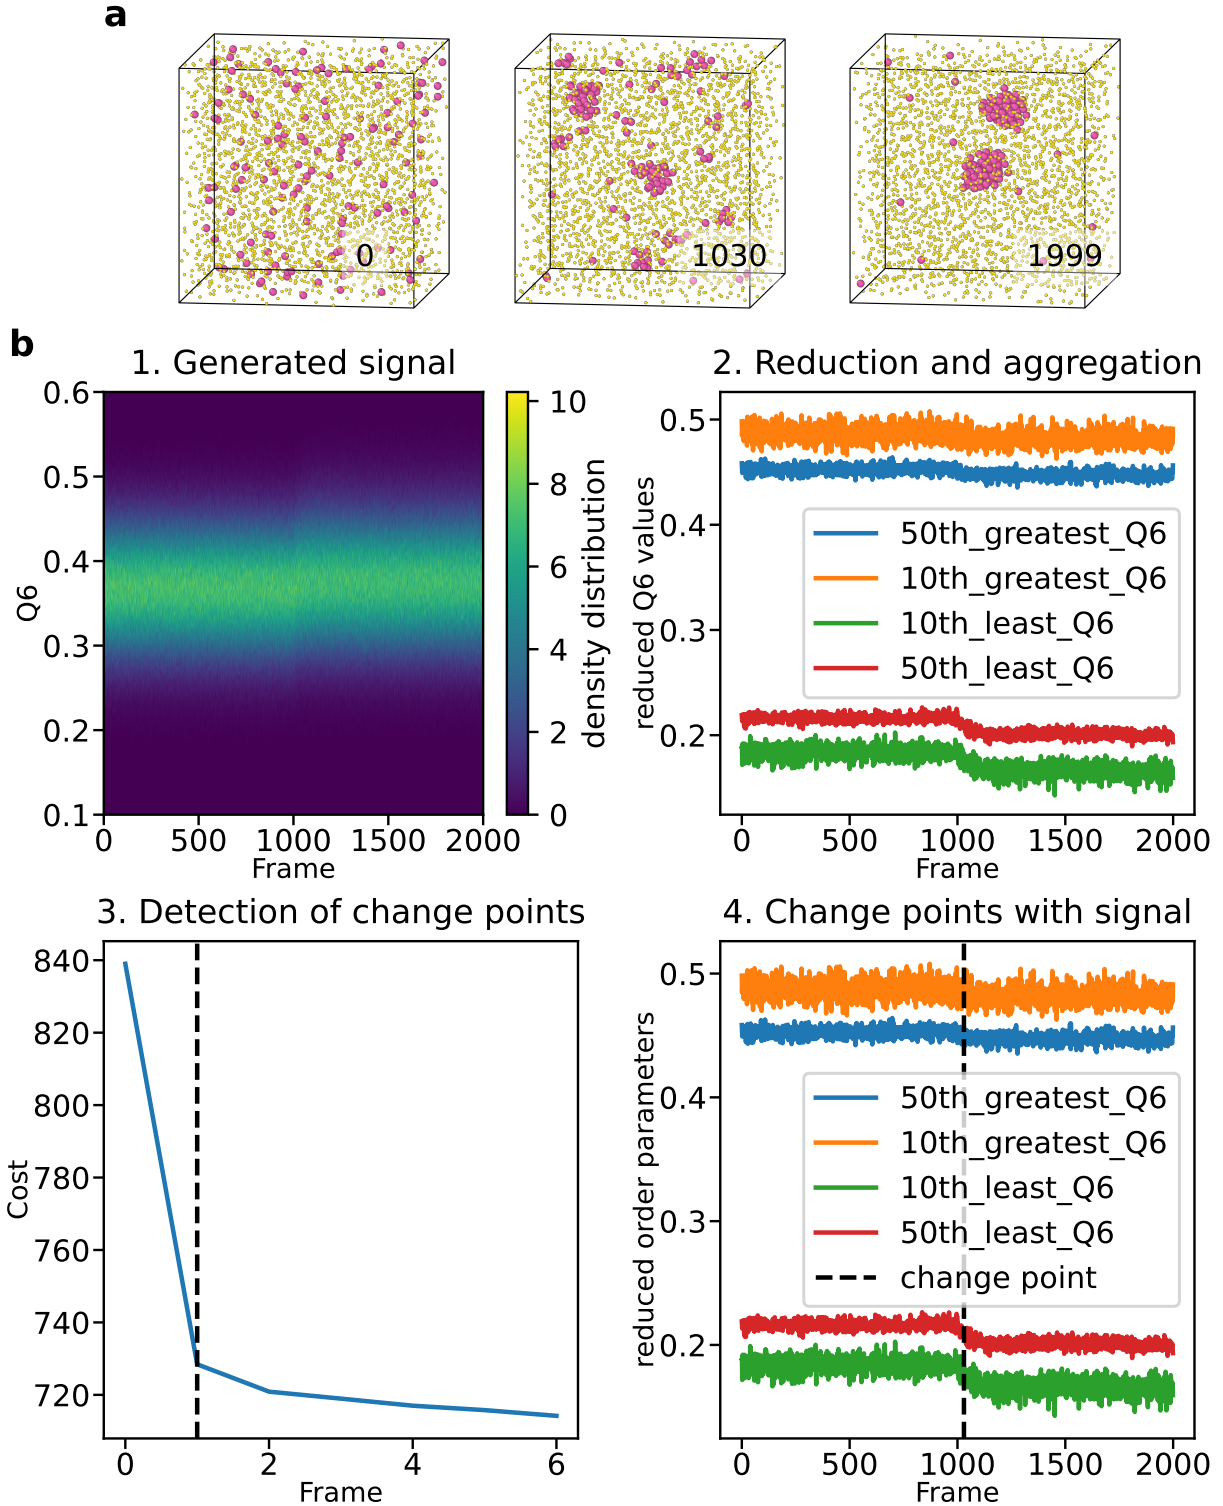 a
0
1030
1999
b
1. Generated signal
0.6
0.5
0.4
0.3
0.2
0.1
Q6
0
500
1000
1500
2000
Frame
10
8
6
4
2
0
density distribution
2. Reduction and aggregation
0.5
0.4
0.3
0.2
reduced Q6 values
50th_greatest_Q6
10th_greatest_Q6
10th_least_Q6
50th_least_Q6
0
500
1000
1500
2000
Frame
3. Detection of change points
840
820
800
780
760
740
720
Cost
0
2
4
6
Frame
4. Change points with signal
0.5
0.4
0.3
0.2
reduced order parameters
50th_greatest_Q6
10th_greatest_Q6
10th_least_Q6
50th_least_Q6
change point
0
500
1000
1500
2000
Frame